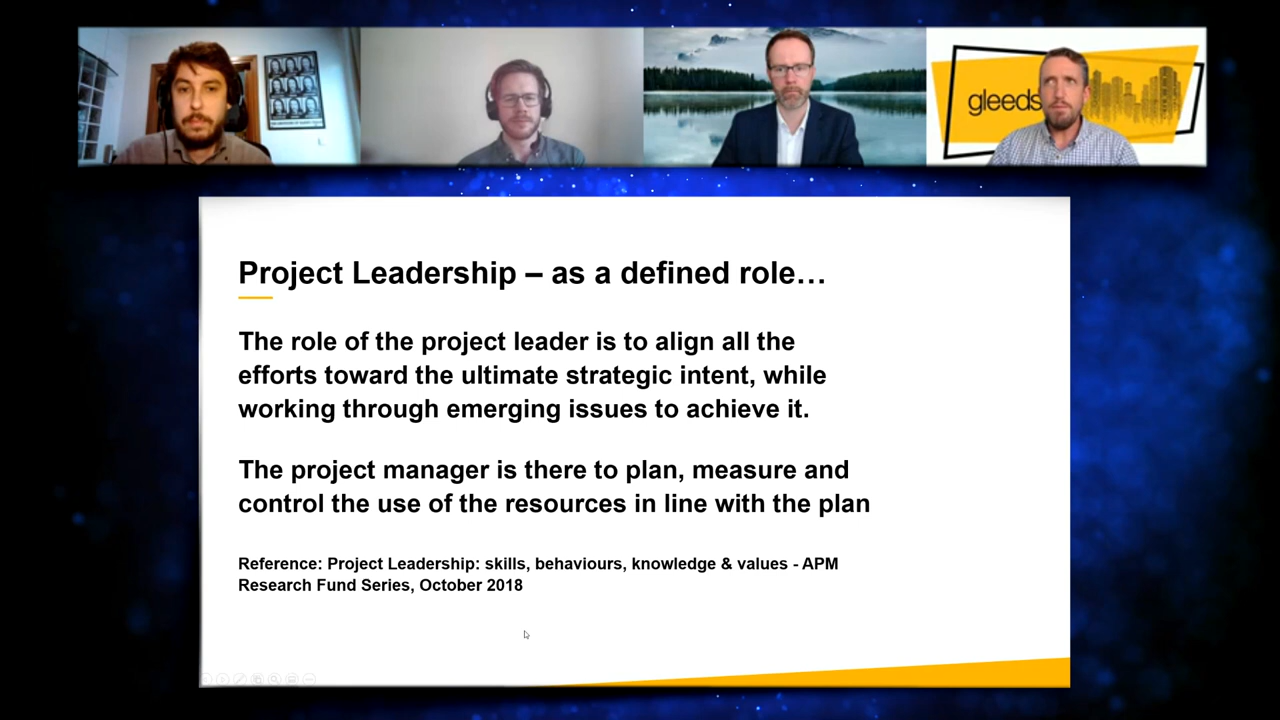 gleeds
Project Leadership – as a defined role…
The role of the project leader is to align all the
efforts toward the ultimate strategic intent, while
working through emerging issues to achieve it.
The project manager is there to plan, measure and
control the use of the resources in line with the plan
Reference: Project Leadership: skills, behaviours, knowledge & values - APM
Research Fund Series, October 2018